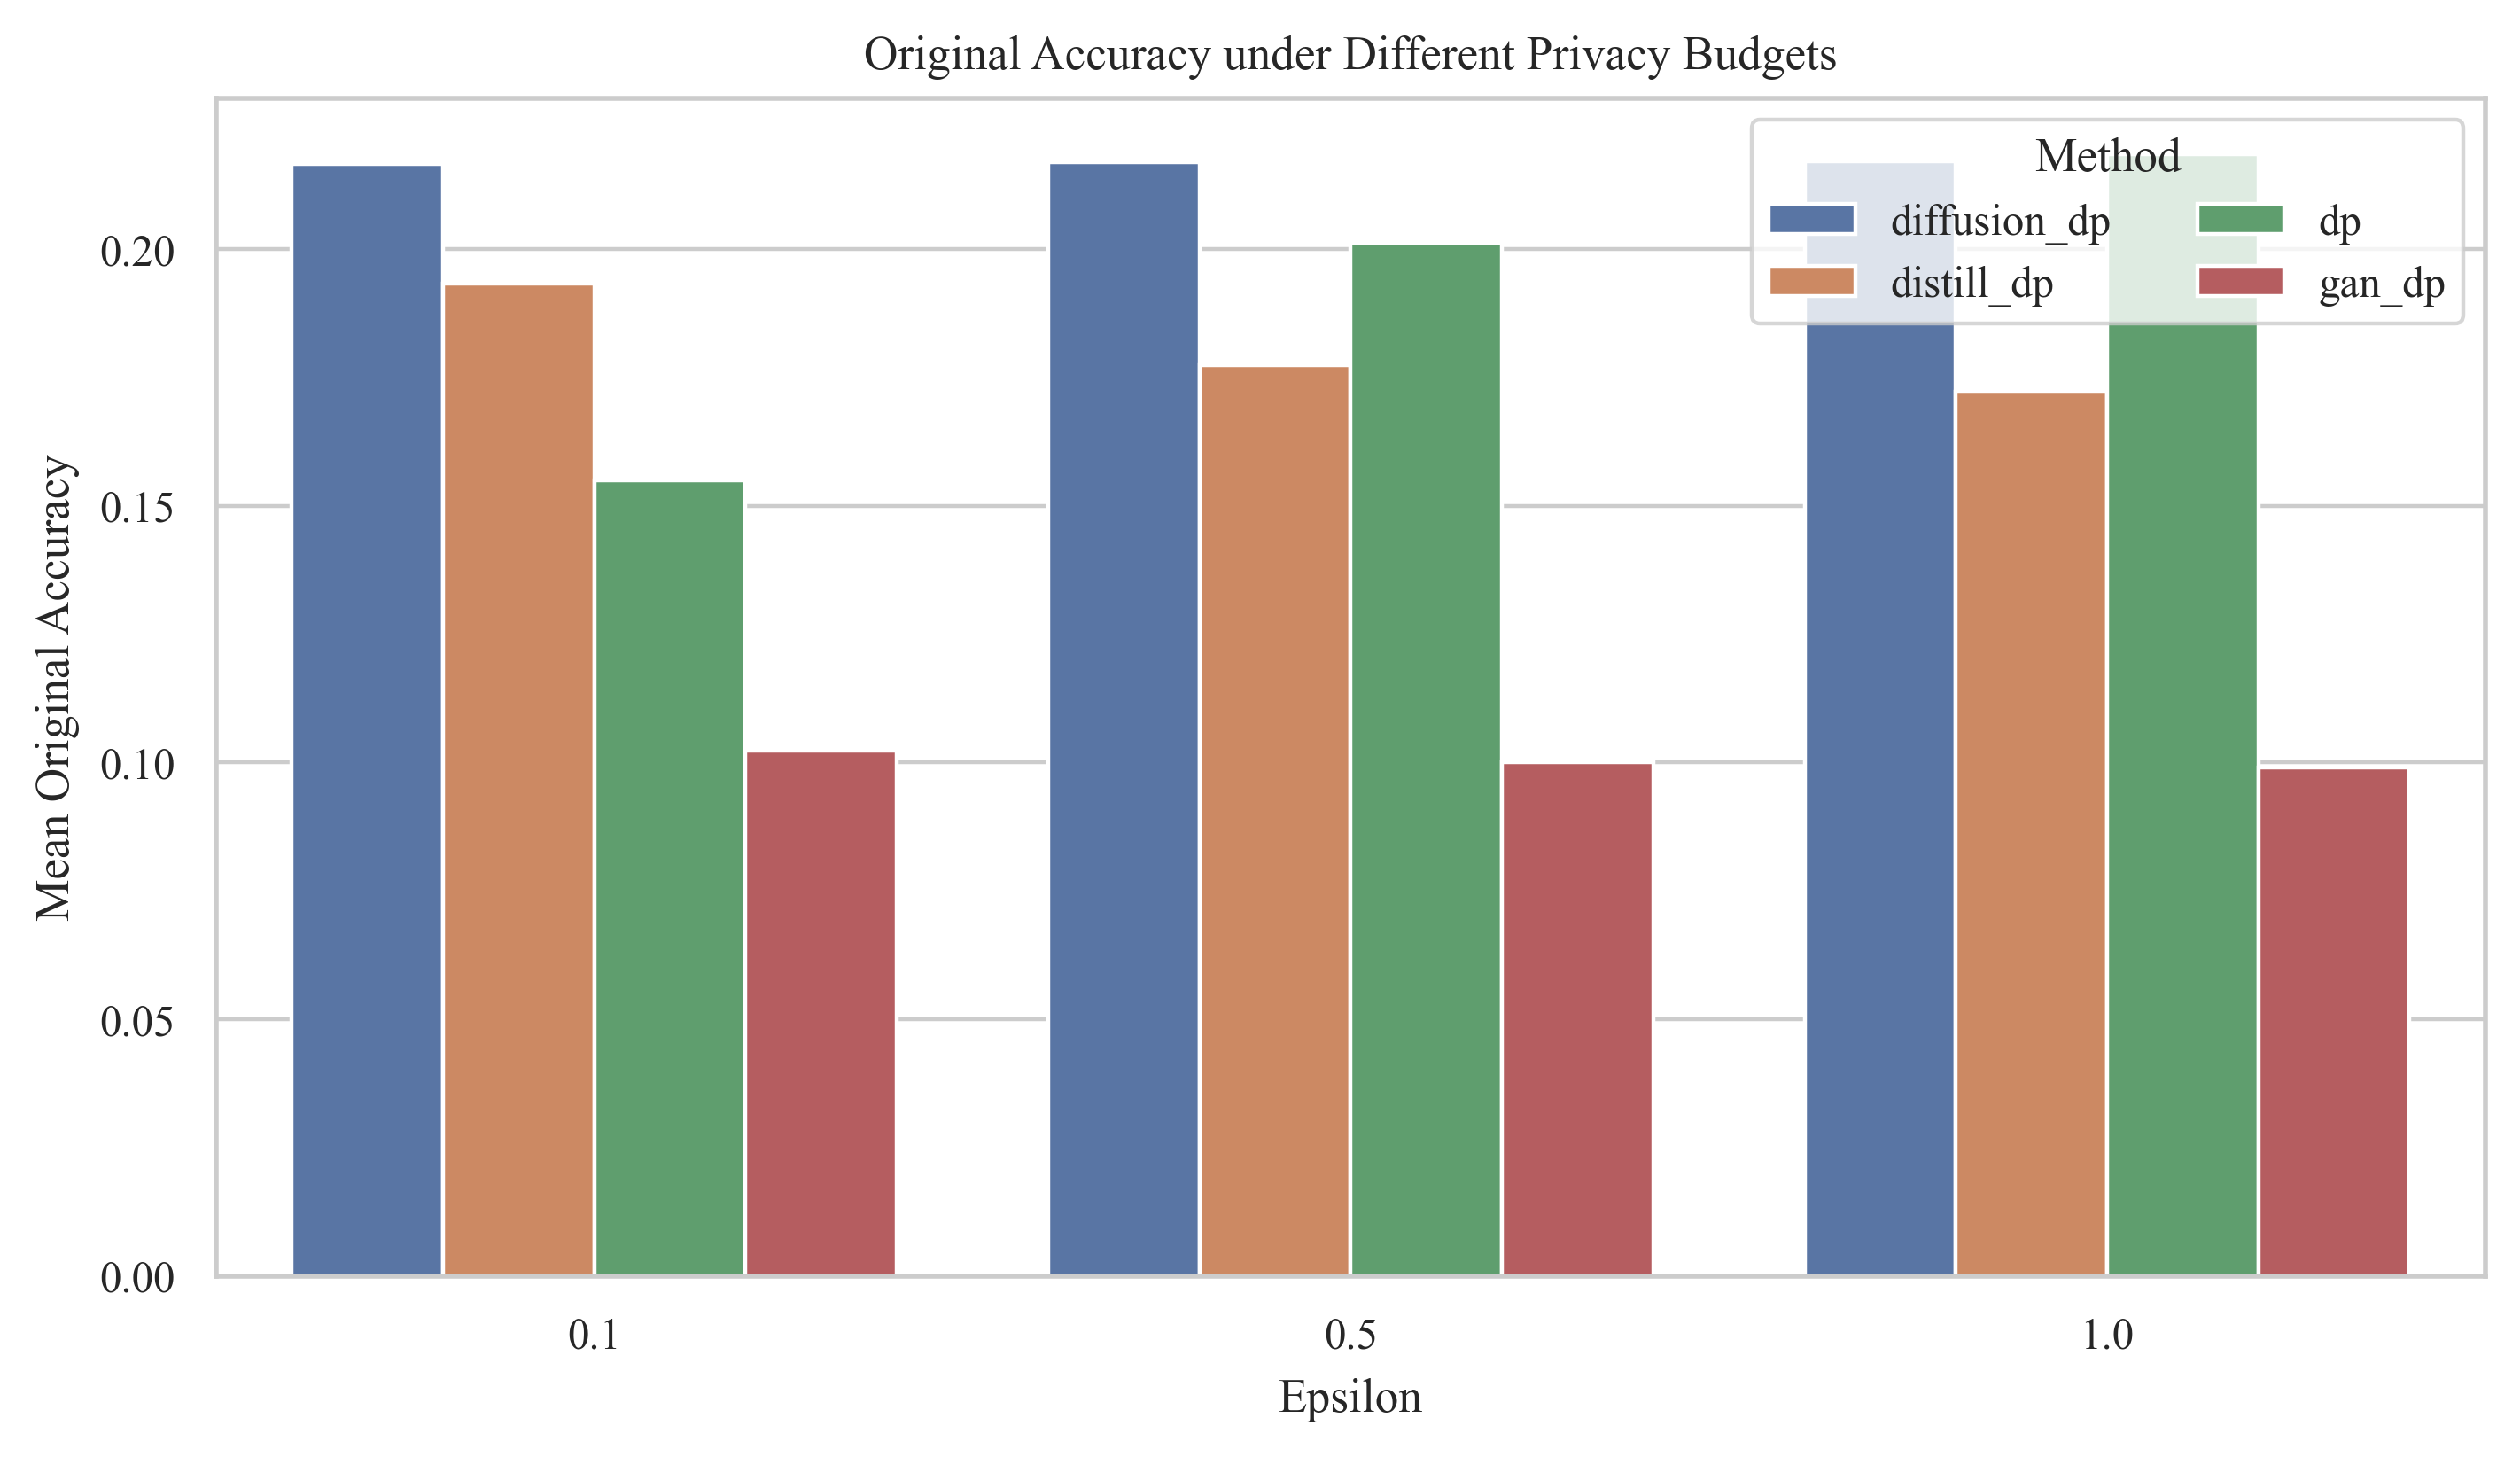 Original Accuracy under Different Privacy Budgets
Mean Original Accuracy
0.20
0.15
0.10
0.05
0.00
Method
diffusion_dp
distill_dp
dp
gan_dp
0.1
0.5
1.0
Epsilon